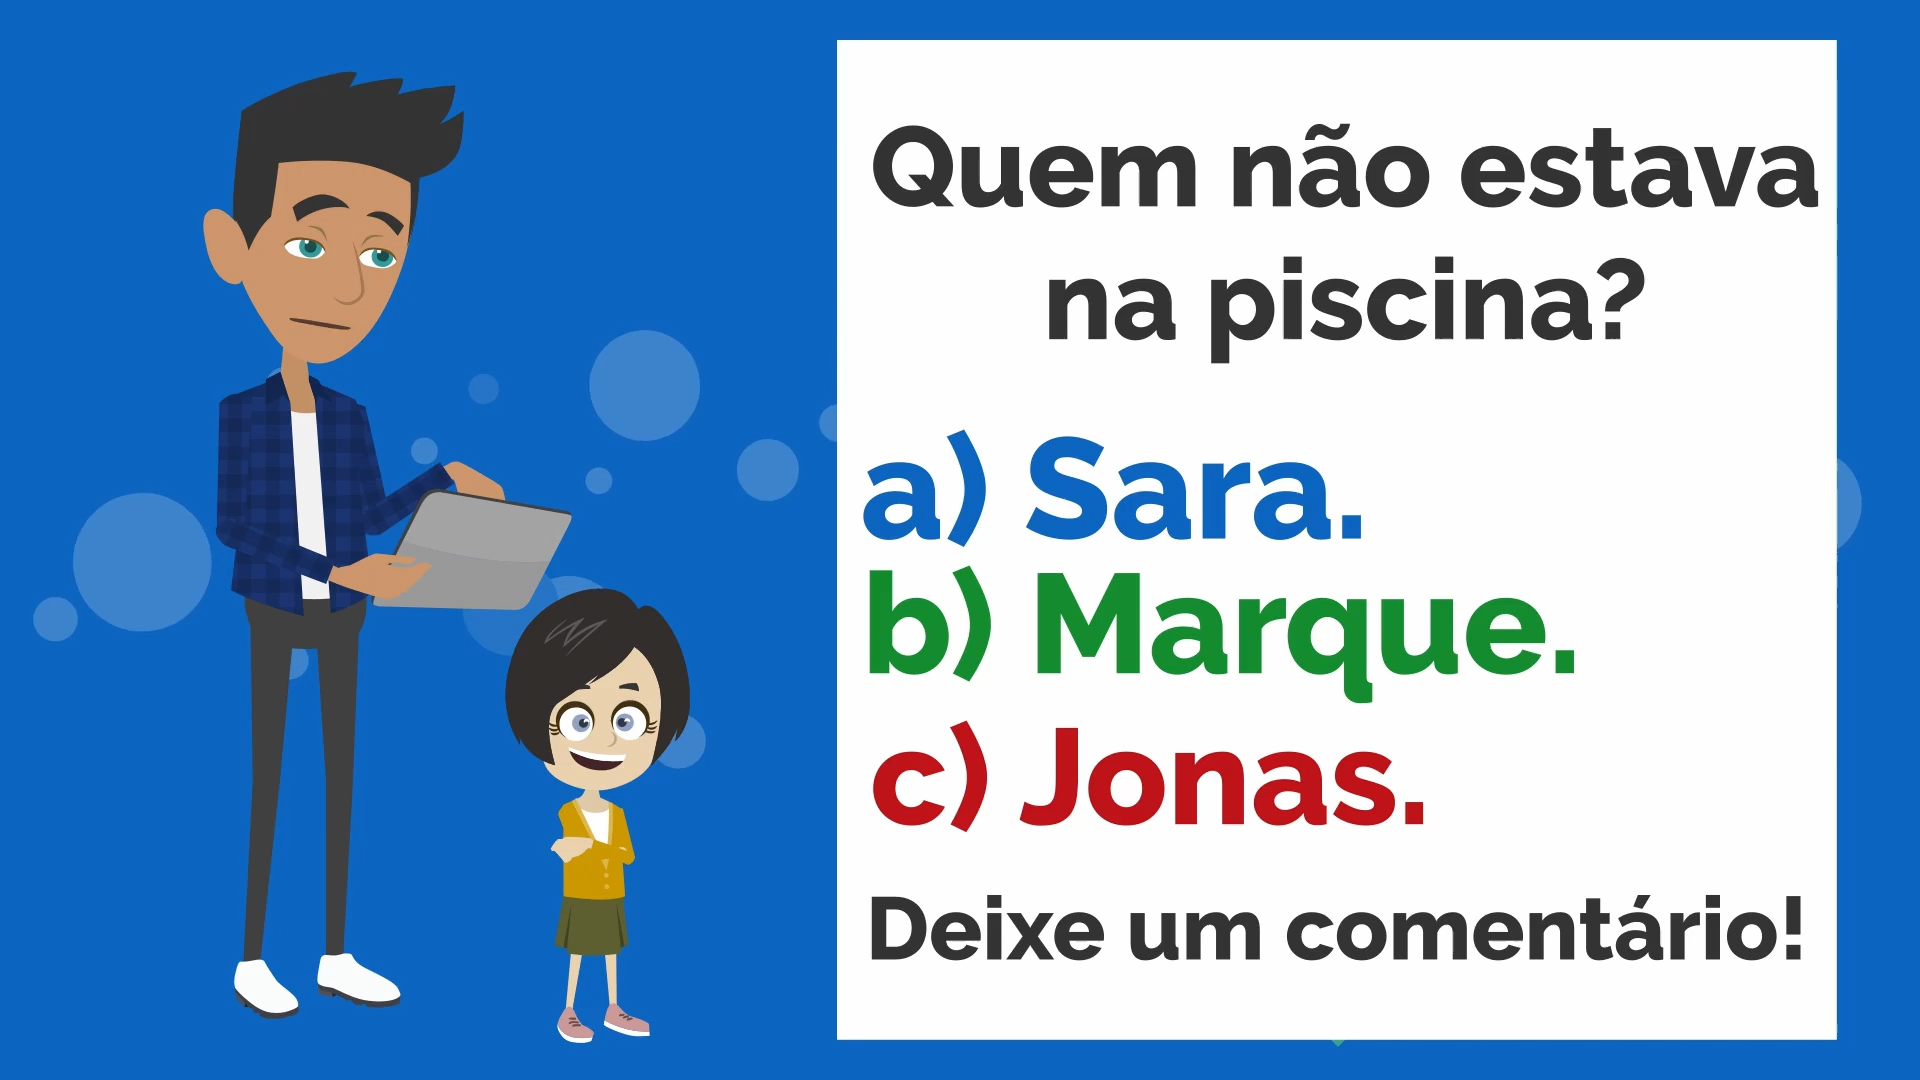 Quem não estava
na piscina?
a) Sara.
b) Marque.
c) Jonas.
Deixe um comentário!